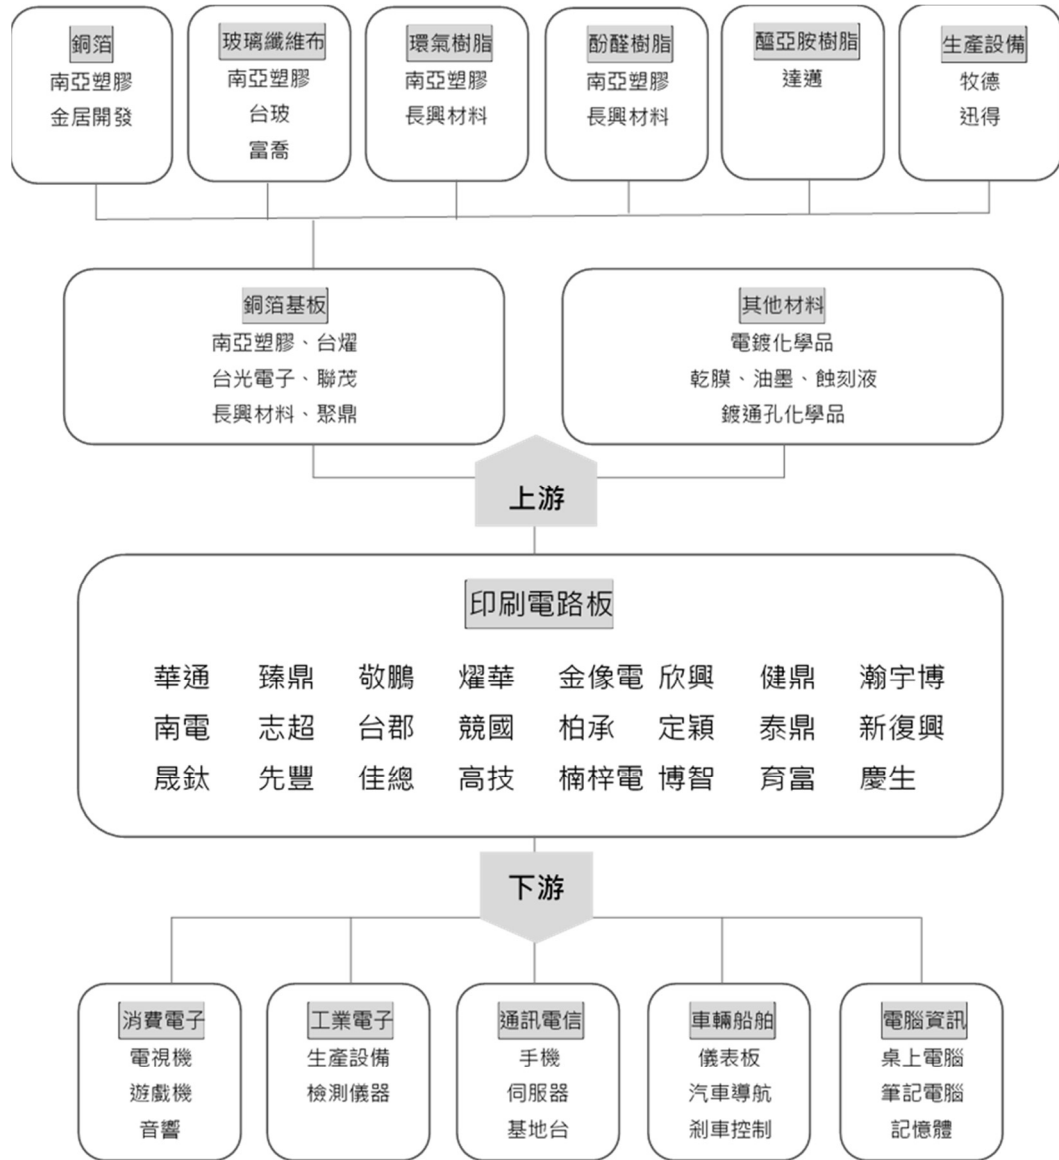 銅箔
南亞塑膠
金居開發
玻璃纖維布
南亞塑膠
台玻
富喬
環氧樹脂
南亞塑膠
長興材料
酚醛樹脂
南亞塑膠
長興材料
醯亞胺樹脂
達邁
生產設備
牧德
迅得
銅箔基板
南亞塑膠、台燿
台光電子、聯茂
長興材料、聚鼎
其他材料
電鍍化學品
乾膜、油墨、蝕刻液
鍍通孔化學品
上游
印刷電路板
華通 臻鼎 敬鵬 燿華 金像電 欣興 健鼎 瀚宇博
南電 志超 台郡 競國 柏承 定穎 泰鼎 新復興
晟鈦 先豐 佳總 高技 楠梓電 博智 育富 慶生
下游
消費電子
電視機
遊戲機
音響
工業電子
生產設備
檢測儀器
通訊電信
手機
伺服器
基地台
車輛船舶
儀表板
汽車導航
剎車控制
電腦資訊
桌上電腦
筆記電腦
記憶體